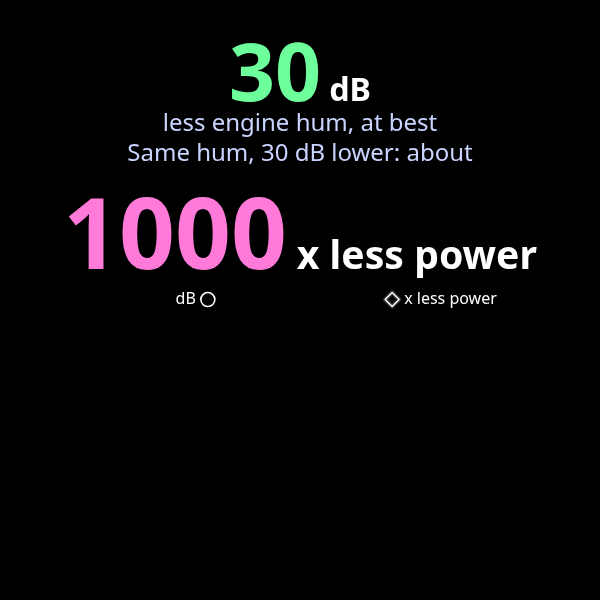 30 dB
less engine hum, at best
Same hum, 30 dB lower: about
1000 x less power
dB
x less power